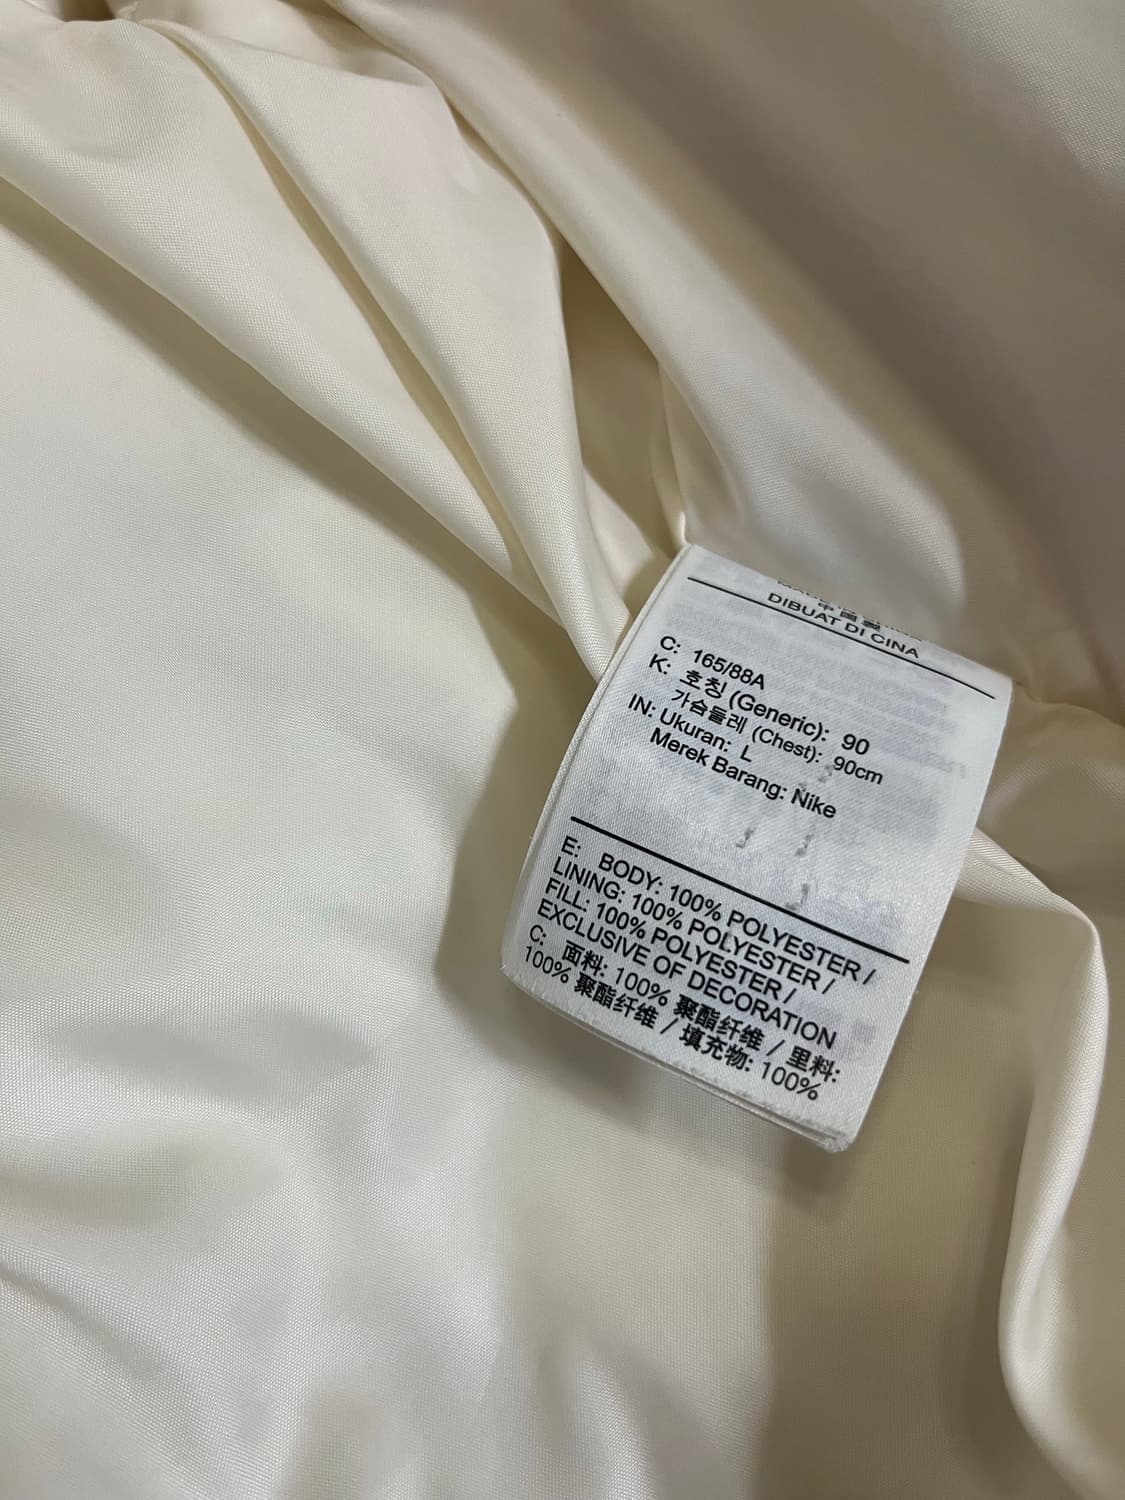 DIBUAT DI CINA
C: 165/88A
K: 호칭 (Generic): 90
가슴둘레 (Chest): 90cm
IN: Ukuran: L
Merek Barang: Nike
E: BODY: 100% POLYESTER /
LINING: 100% POLYESTER /
FILL: 100% POLYESTER /
EXCLUSIVE OF DECORATION
C: 面料: 100% 聚酯纤维 / 里料:
100% 聚酯纤维 / 填充物: 100%